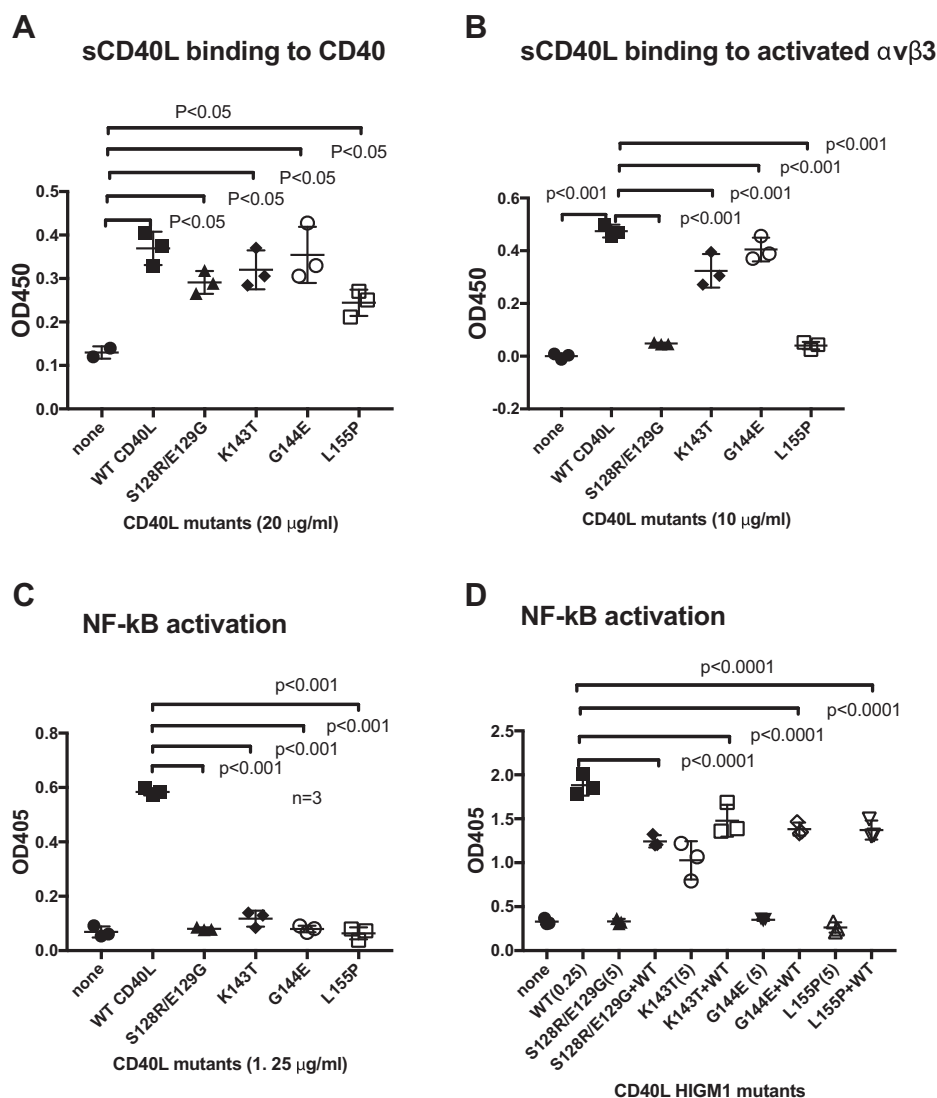 A
sCD40L binding to CD40
P<0.05
P<0.05
P<0.05
P<0.05
P<0.05
0.5
0.4
0.3
0.2
0.1
0.0
OD450
none
WT CD40L
S128R/E129G
K143T
G144E
L155P
CD40L mutants (20 μg/ml)
B
sCD40L binding to activated αvβ3
p<0.001
p<0.001
p<0.001
p<0.001
p<0.001
0.6
0.4
0.2
0.0
-0.2
OD450
none
WT CD40L
S128R/E129G
K143T
G144E
L155P
CD40L mutants (10 μg/ml)
C
NF-kB activation
p<0.001
p<0.001
p<0.001
p<0.001
n=3
0.8
0.6
0.4
0.2
0.0
OD405
none
WT CD40L
S128R/E129G
K143T
G144E
L155P
CD40L mutants (1. 25 μg/ml)
D
NF-kB activation
p<0.0001
p<0.0001
p<0.0001
p<0.0001
2.5
2.0
1.5
1.0
0.5
0.0
OD405
none
WT(0.25)
S128R/E129G(5)
S128R/E129G+WT
K143T(5)
K143T+WT
G144E (5)
G144E+WT
L155P(5)
L155P+WT
CD40L HIGM1 mutants